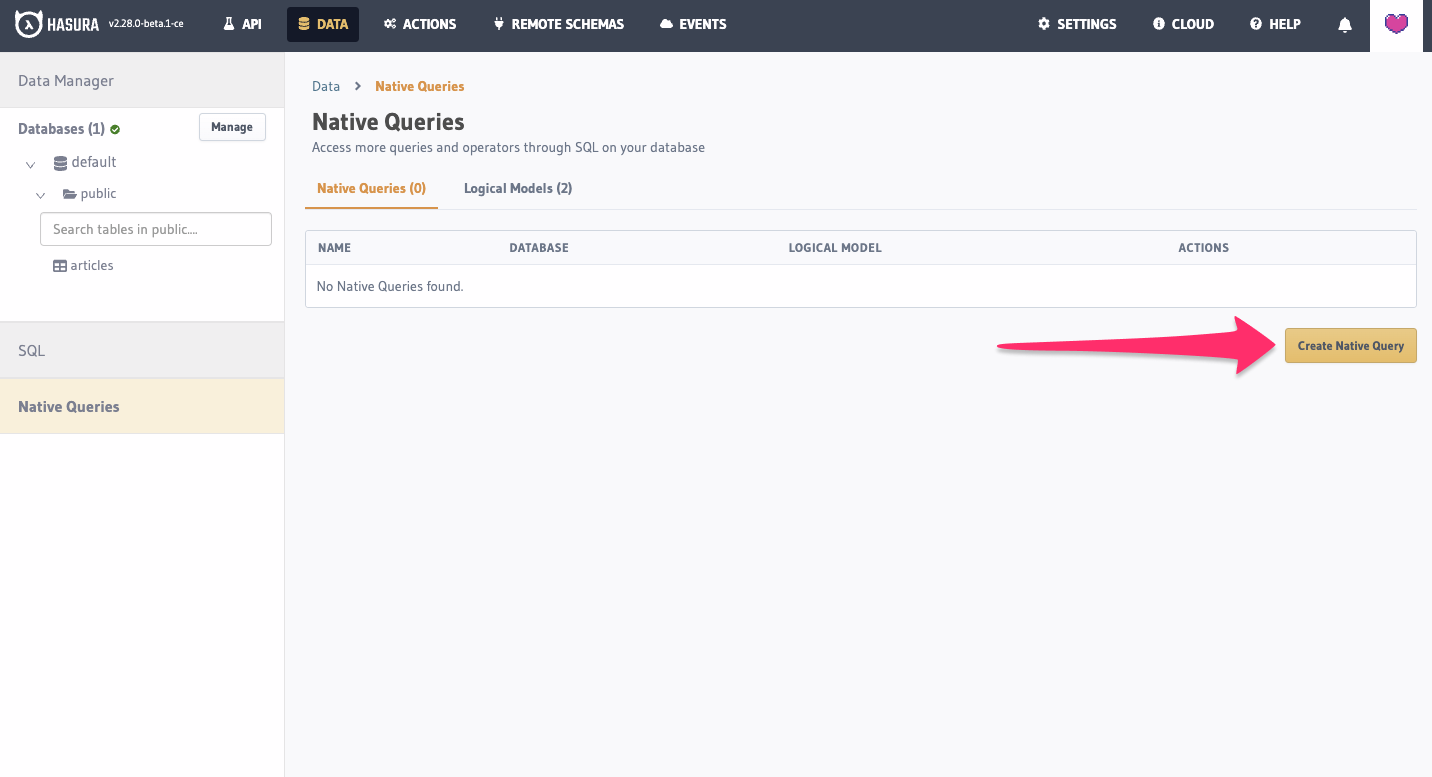 HASURA v2.28.0-beta.1-ce API DATA ACTIONS REMOTE SCHEMAS EVENTS SETTINGS CLOUD HELP
Data Manager
Databases (1) Manage
default
public
Search tables in public....
articles
SQL
Native Queries
Data > Native Queries
Native Queries
Access more queries and operators through SQL on your database
Native Queries (0) Logical Models (2)
NAME DATABASE LOGICAL MODEL ACTIONS
No Native Queries found.
Create Native Query